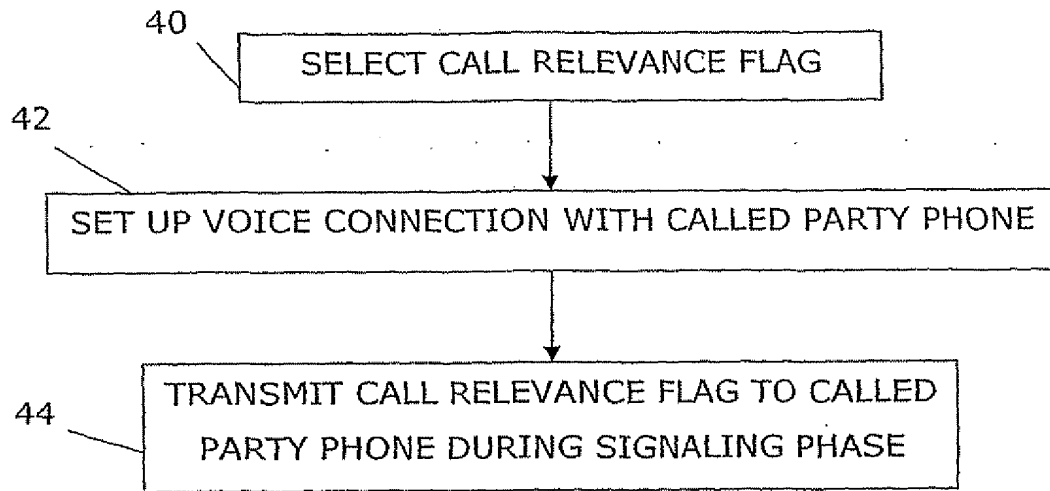 40
SELECT CALL RELEVANCE FLAG
42
SET UP VOICE CONNECTION WITH CALLED PARTY PHONE
44
TRANSMIT CALL RELEVANCE FLAG TO CALLED
PARTY PHONE DURING SIGNALING PHASE